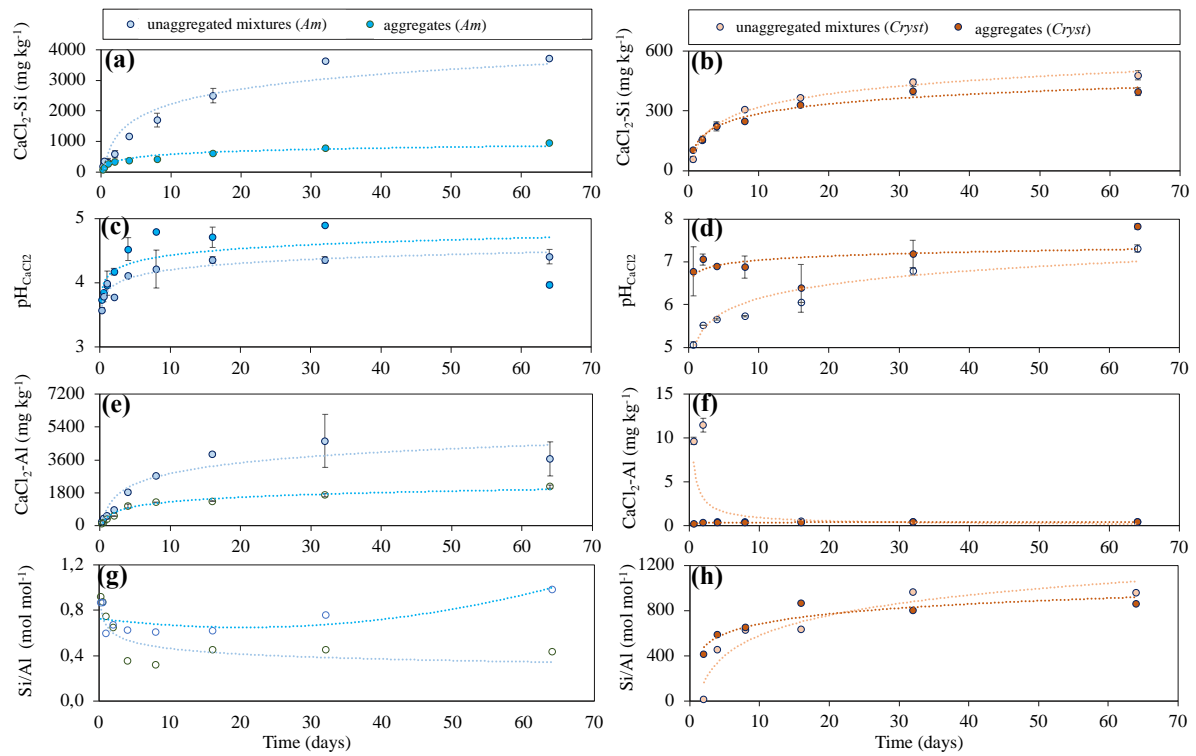 unaggregated mixtures (Am) aggregates (Am)
(a)
CaCl₂-Si (mg kg⁻¹)
4000
3000
2000
1000
0
0 10 20 30 40 50 60 70
unaggregated mixtures (Cryst) aggregates (Cryst)
(b)
CaCl₂-Si (mg kg⁻¹)
600
300
0
0 10 20 30 40 50 60 70
(c)
pH_CaCl2
5
4
3
0 10 20 30 40 50 60 70
(d)
pH_CaCl2
8
7
6
5
0 10 20 30 40 50 60 70
(e)
CaCl₂-Al (mg kg⁻¹)
7200
5400
3600
1800
0
0 10 20 30 40 50 60 70
(f)
CaCl₂-Al (mg kg⁻¹)
15
10
5
0
0 10 20 30 40 50 60 70
(g)
Si/Al (mol mol⁻¹)
1,2
0,8
0,4
0,0
0 10 20 30 40 50 60 70
Time (days)
(h)
Si/Al (mol mol⁻¹)
1200
800
400
0
0 10 20 30 40 50 60 70
Time (days)